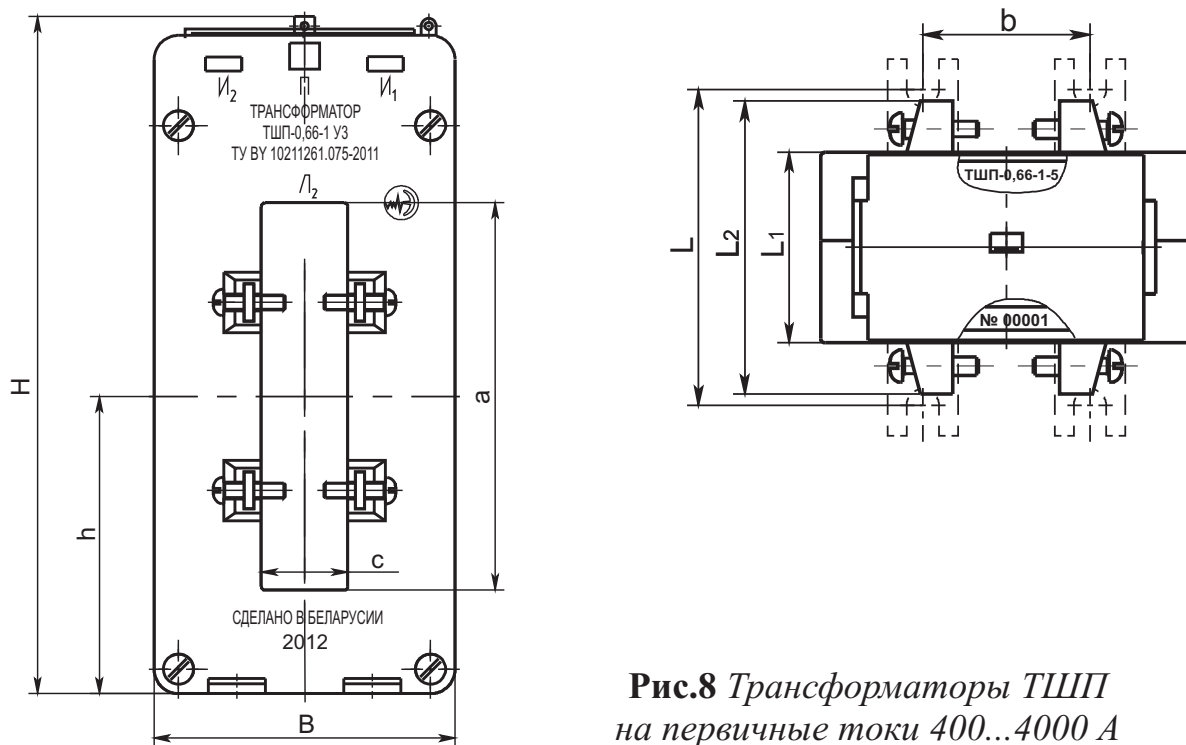 И₂
П
И₁
ТРАНСФОРМАТОР
ТШП-0,66-1 У3
ТУ BY 10211261.075-2011
Л₂
H
h
a
c
B
СДЕЛАНО В БЕЛАРУСИИ
2012
b
L
L2
L1
ТШП-0,66-1-5
№ 00001
Рис.8 Трансформаторы ТШП
на первичные токи 400...4000 А